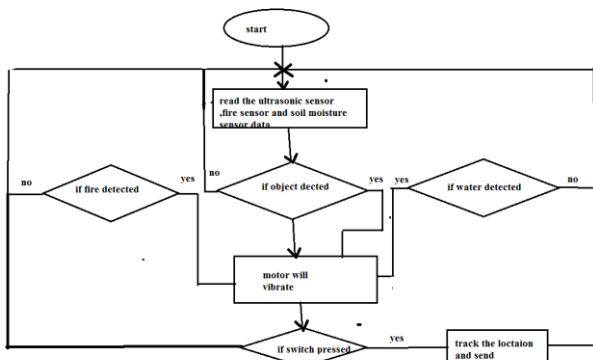 start
read the ultrasonic sensor
,fire sensor and soil moisture
sensor data
no
if fire detected
yes
no
if object dected
yes
yes
if water detected
no
motor will
vibrate
if switch pressed
yes
track the loctaion
and send